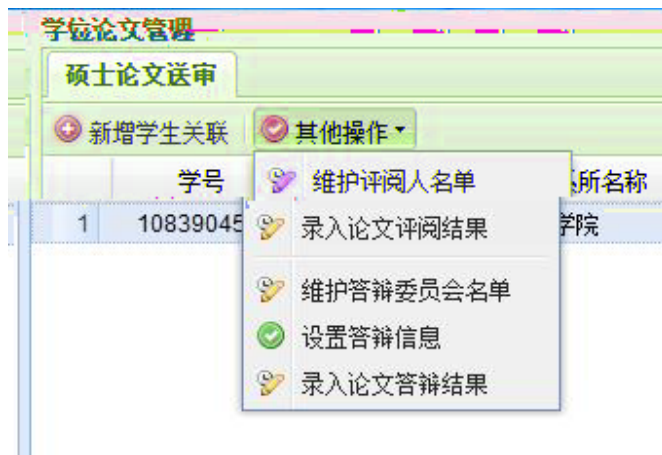 学位论文管理
硕士论文送审
新增学生关联 其他操作
学号 所名称
1 10839045 学院
维护评阅人名单
录入论文评阅结果
维护答辩委员会名单
设置答辩信息
录入论文答辩结果